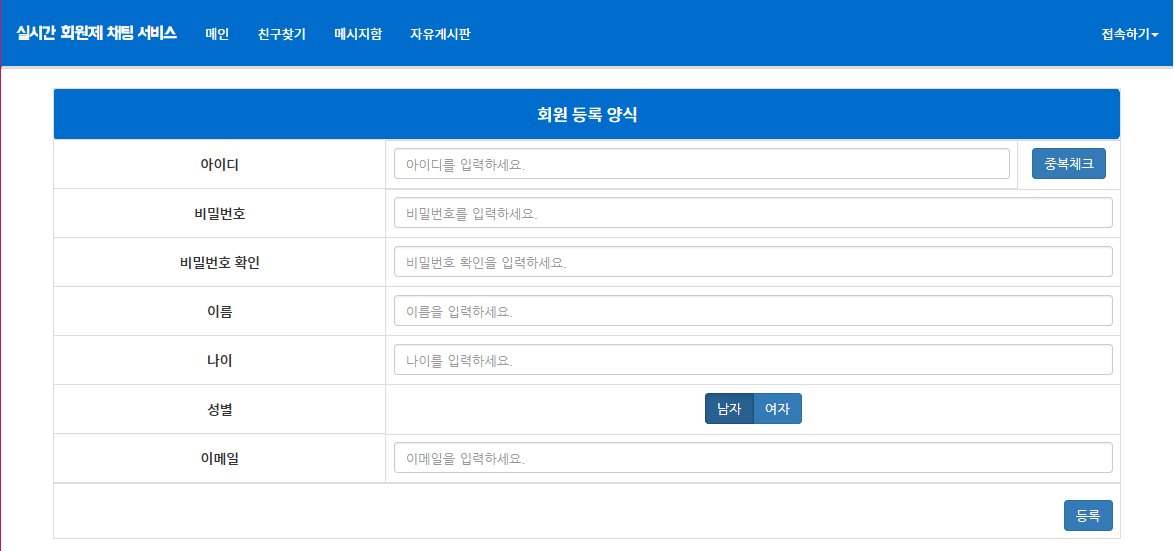 실시간 회원제 채팅 서비스 메인 친구찾기 메시지함 자유게시판 접속하기
회원 등록 양식
아이디 아이디를 입력하세요. 중복체크
비밀번호 비밀번호를 입력하세요.
비밀번호 확인 비밀번호 확인을 입력하세요.
이름 이름을 입력하세요.
나이 나이를 입력하세요.
성별 남자 여자
이메일 이메일을 입력하세요.
등록